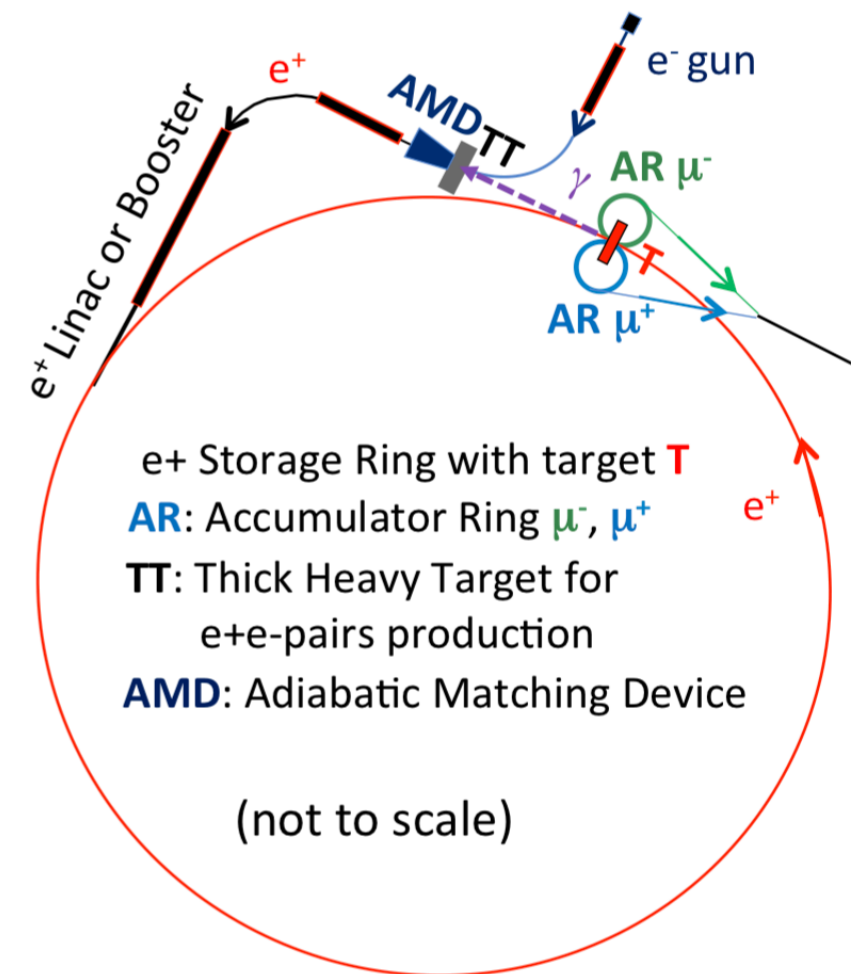 e⁻ gun
e⁺
AMD
TT
AR μ⁻
γ
T
AR μ⁺
e⁺ Linac or Booster
e+ Storage Ring with target T
AR: Accumulator Ring μ⁻, μ⁺
e⁺
TT: Thick Heavy Target for
e+e-pairs production
AMD: Adiabatic Matching Device
(not to scale)